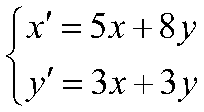 x′ = 5x + 8y
y′ = 3x + 3y